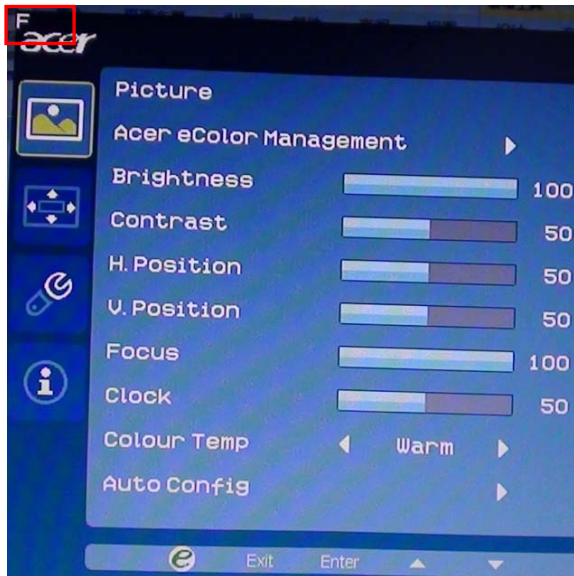 F
acer
Picture
Acer eColor Management
Brightness 100
Contrast 50
H. Position 50
V. Position 50
Focus 100
Clock 50
Colour Temp Warm
Auto Config
e Exit Enter